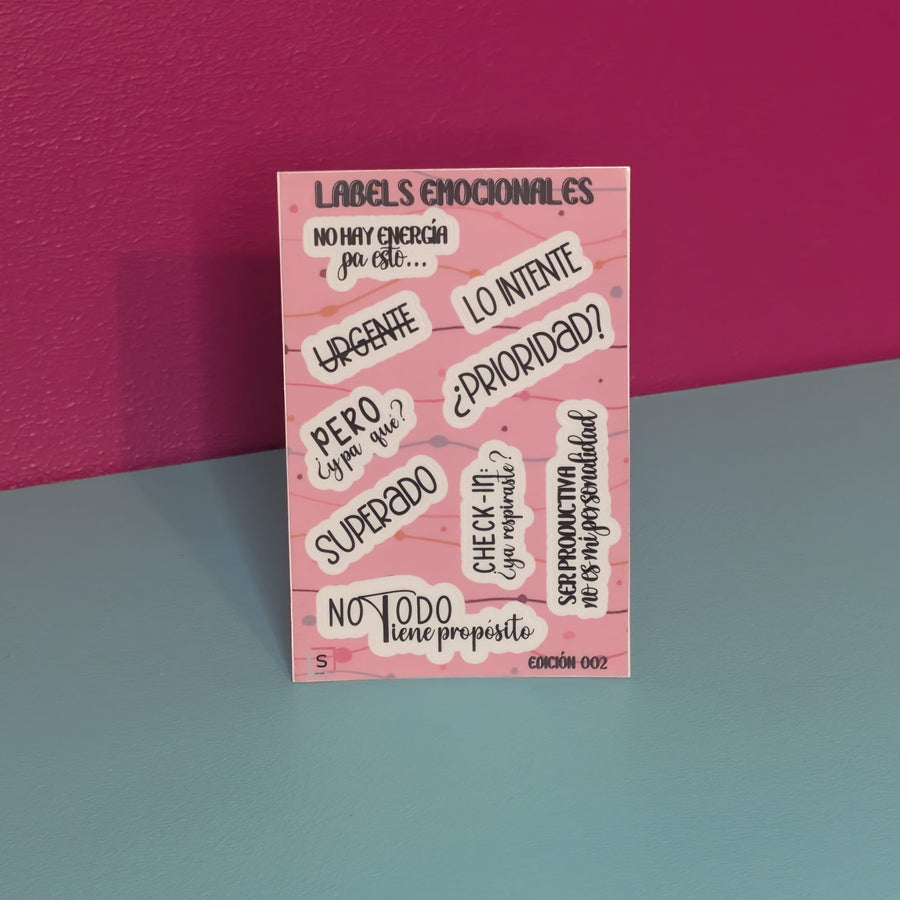 LABELS EMOCIONALES
NO HAY ENERGÍA
pa esto...
LO INTENTE
URGENTE
¿PRIORIDAD?
PERO
¿y pa qué?
SUPERADO
CHECK-IN:
¿ya respiraste?
SER PRODUCTIVA
no es mi personalidad
NO TODO
Tiene propósito
S
EDICIÓN 002